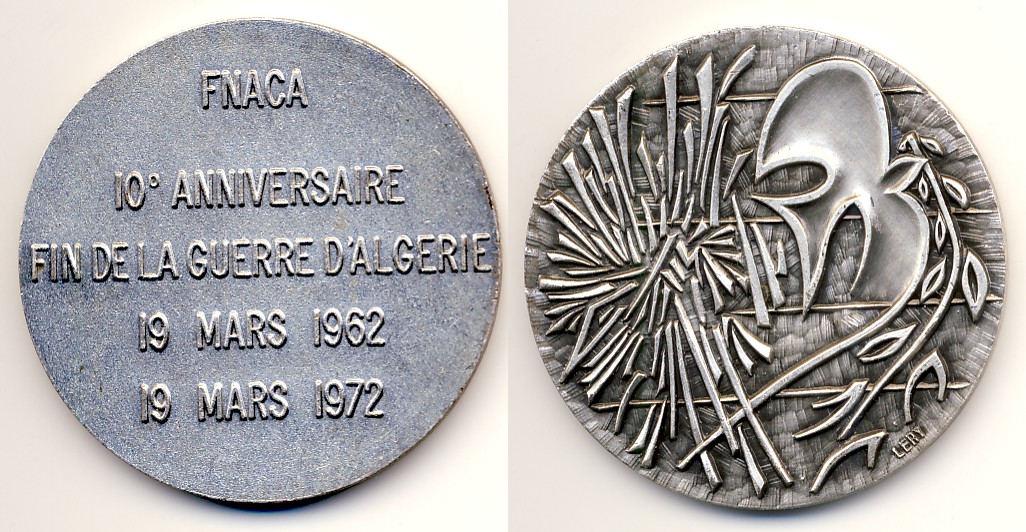 FNACA
10° ANNIVERSAIRE
FIN DE LA GUERRE D'ALGERIE
19 MARS 1962
19 MARS 1972
LERY